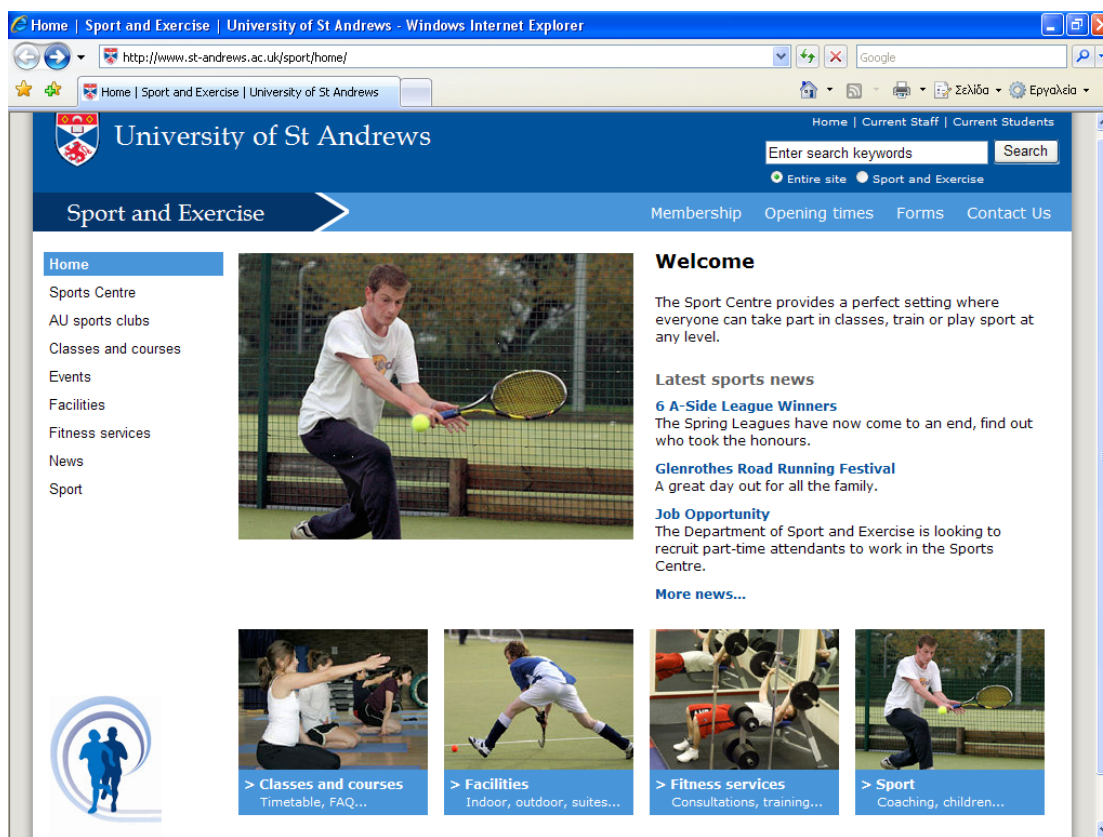 Home | Sport and Exercise | University of St Andrews - Windows Internet Explorer
http://www.st-andrews.ac.uk/sport/home/
Google
Home | Sport and Exercise | University of St Andrews
Σελίδα
Εργαλεία
University of St Andrews
Home | Current Staff | Current Students
Enter search keywords
Search
Entire site
Sport and Exercise
Sport and Exercise
Membership
Opening times
Forms
Contact Us
Home
Sports Centre
AU sports clubs
Classes and courses
Events
Facilities
Fitness services
News
Sport
Welcome
The Sport Centre provides a perfect setting where
everyone can take part in classes, train or play sport at
any level.
Latest sports news
6 A-Side League Winners
The Spring Leagues have now come to an end, find out
who took the honours.
Glenrothes Road Running Festival
A great day out for all the family.
Job Opportunity
The Department of Sport and Exercise is looking to
recruit part-time attendants to work in the Sports
Centre.
More news...
> Classes and courses
Timetable, FAQ...
> Facilities
Indoor, outdoor, suites...
> Fitness services
Consultations, training...
> Sport
Coaching, children...